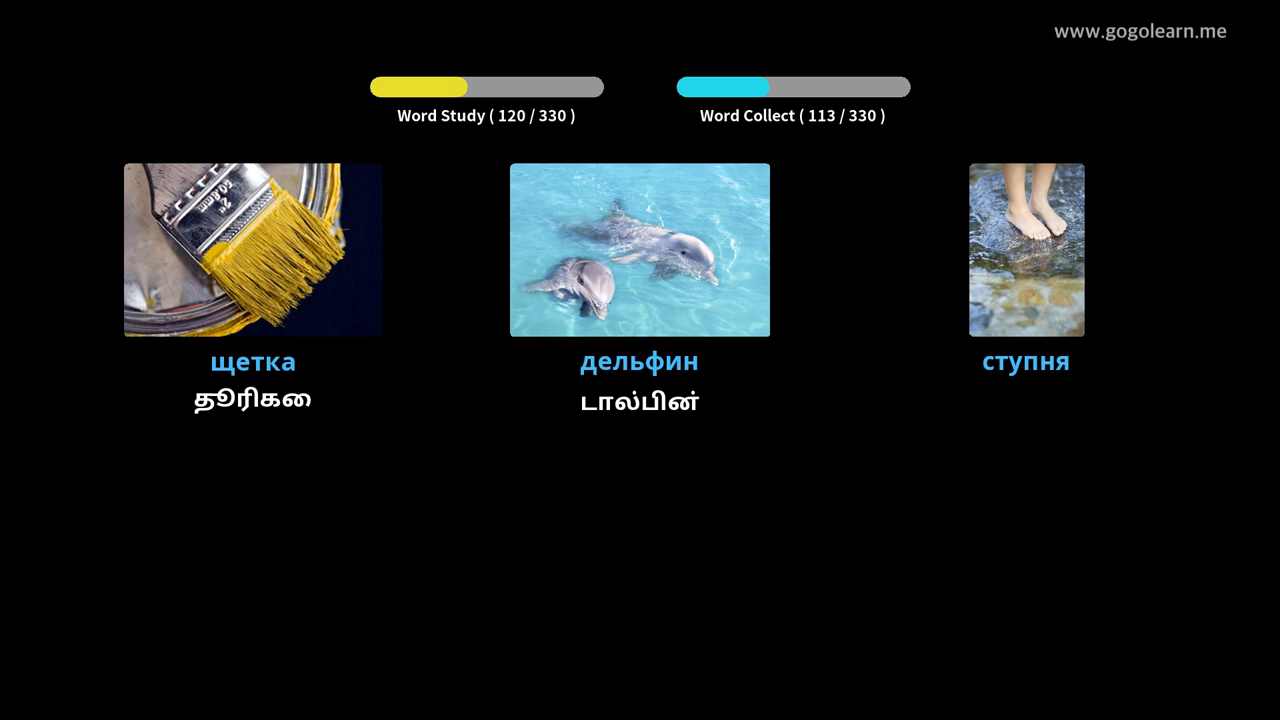 www.gogolearn.me
Word Study ( 120 / 330 )
Word Collect ( 113 / 330 )
щетка
தூரிகை
дельфин
டால்பின்
ступня